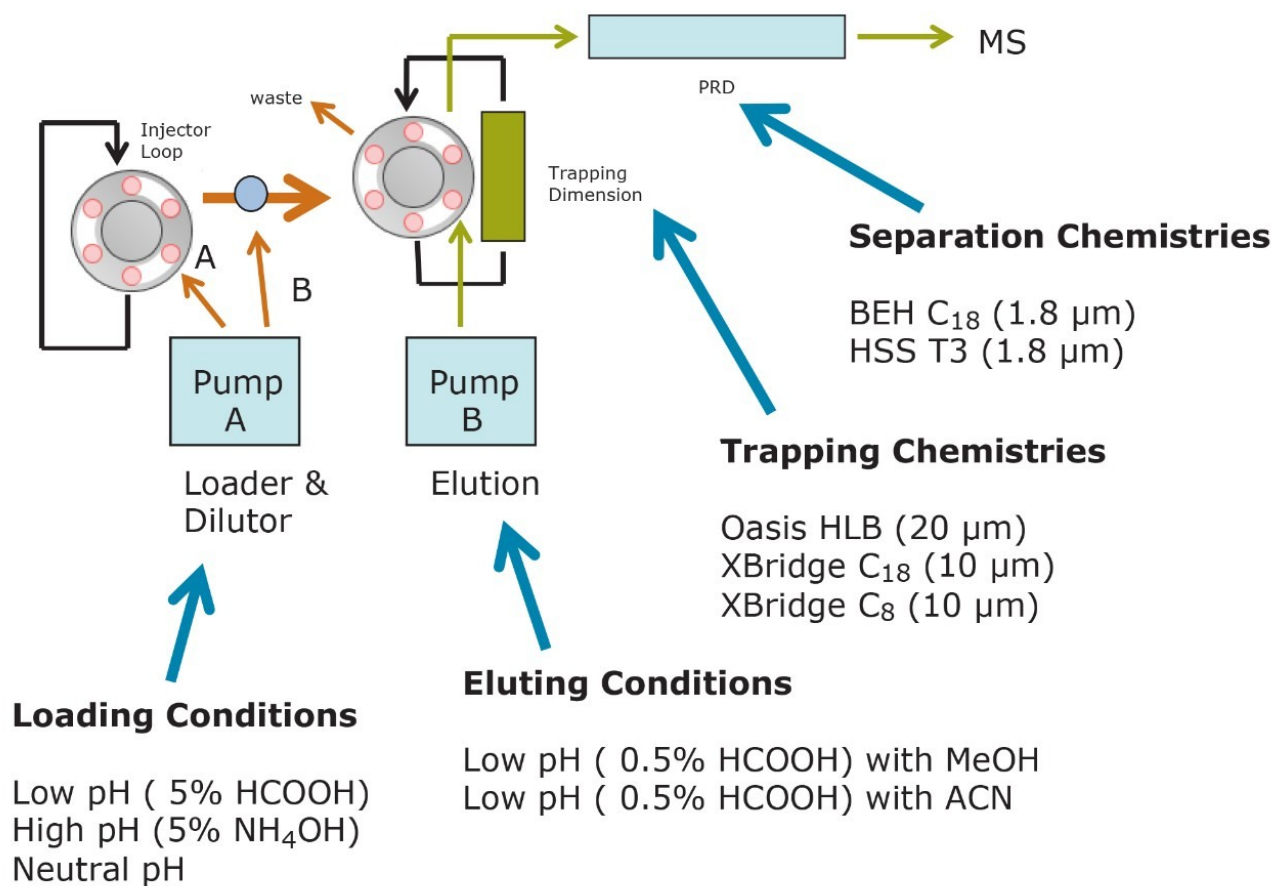 MS
PRD
waste
Injector
Loop
Trapping
Dimension
A
B
Pump
A
Pump
B
Loader &
Dilutor
Elution
Separation Chemistries
BEH C₁₈ (1.8 µm)
HSS T3 (1.8 µm)
Trapping Chemistries
Oasis HLB (20 µm)
XBridge C₁₈ (10 µm)
XBridge C₈ (10 µm)
Eluting Conditions
Low pH ( 0.5% HCOOH) with MeOH
Low pH ( 0.5% HCOOH) with ACN
Loading Conditions
Low pH ( 5% HCOOH)
High pH (5% NH₄OH)
Neutral pH